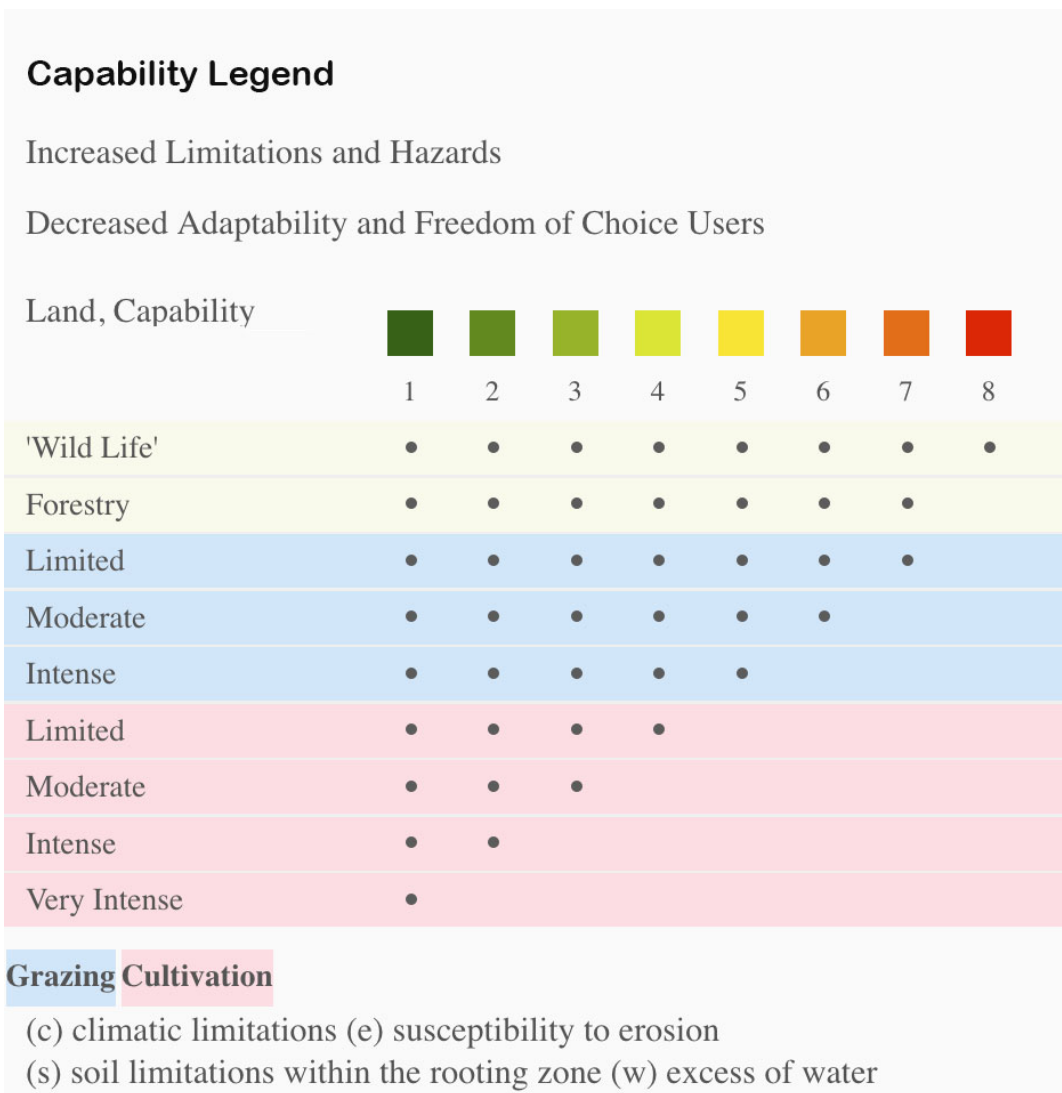 Capability Legend
Increased Limitations and Hazards
Decreased Adaptability and Freedom of Choice Users
Land, Capability
1 2 3 4 5 6 7 8
'Wild Life' • • • • • • • •
Forestry • • • • • • •
Limited • • • • • • •
Moderate • • • • • •
Intense • • • • •
Limited • • • •
Moderate • • •
Intense • •
Very Intense •
Grazing Cultivation
(c) climatic limitations (e) susceptibility to erosion
(s) soil limitations within the rooting zone (w) excess of water